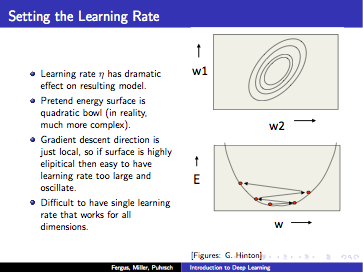 Setting the Learning Rate
Learning rate η has dramatic
effect on resulting model.
Pretend energy surface is
quadratic bowl (in reality,
much more complex).
Gradient descent direction is
just local, so if surface is highly
elipitical then easy to have
learning rate too large and
oscillate.
Difficult to have single learning
rate that works for all
dimensions.
w1
w2
E
w
[Figures: G. Hinton]
Fergus, Miller, Puhrsch
Introduction to Deep Learning